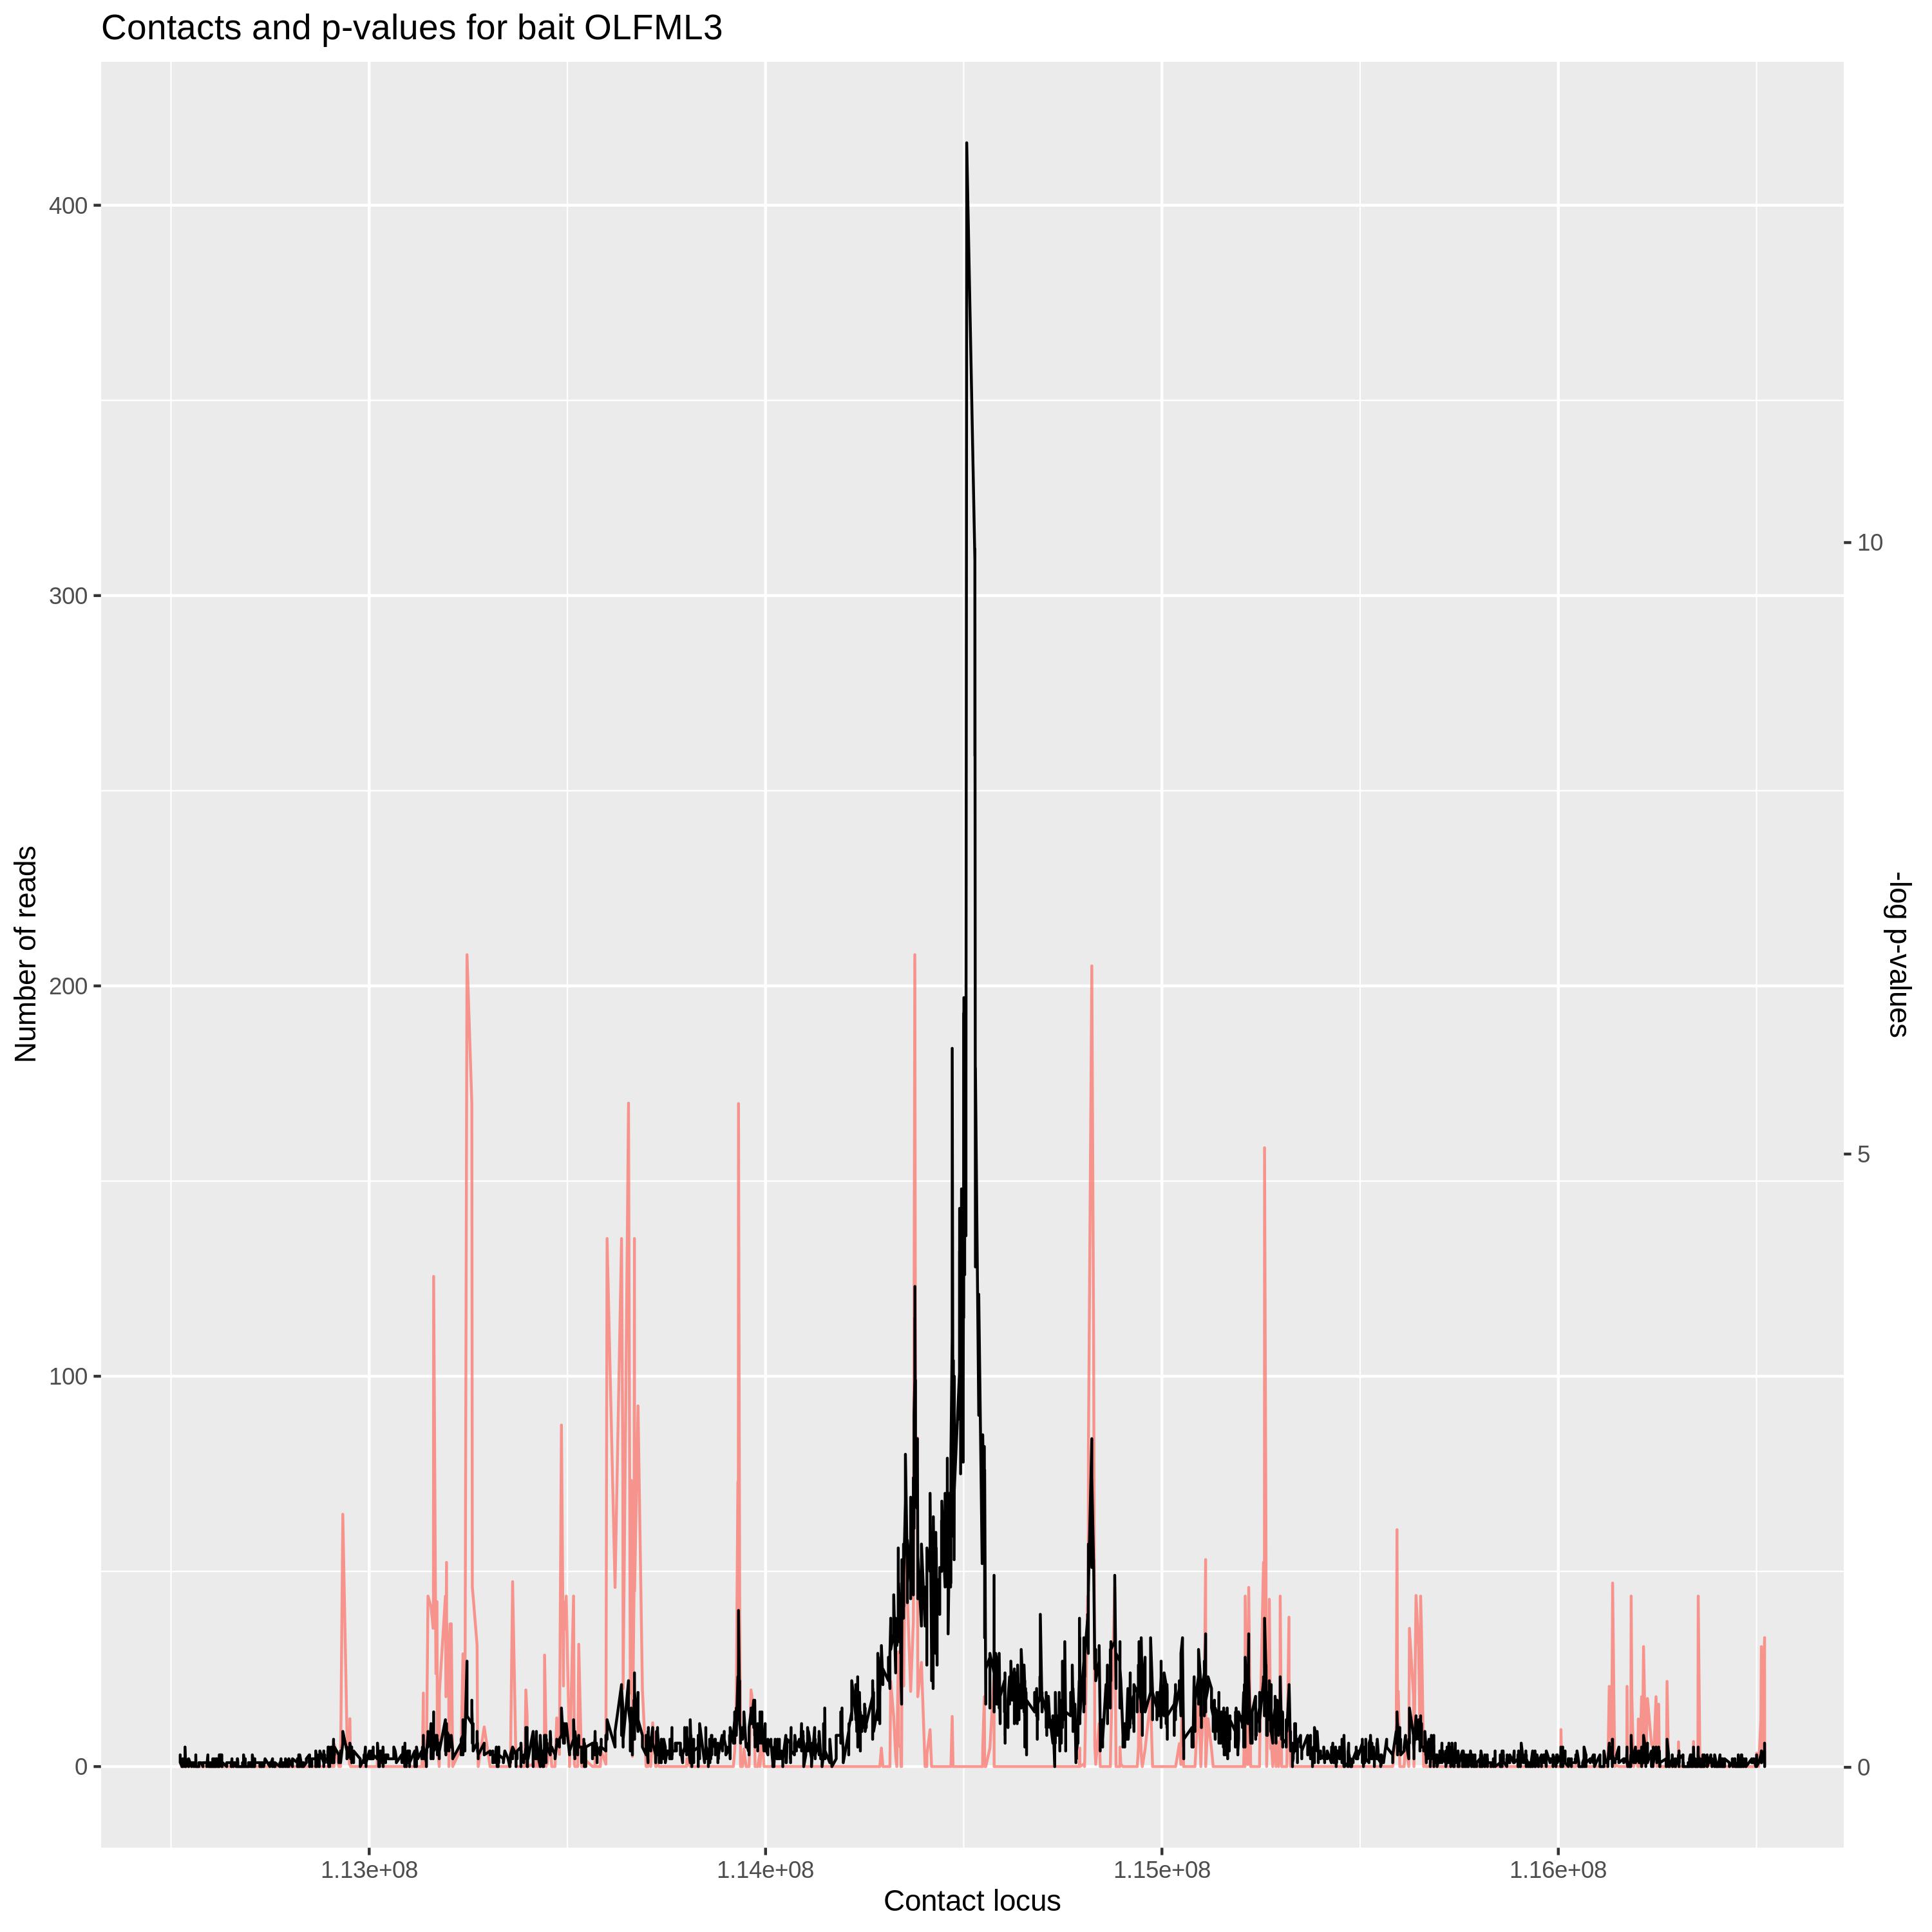 Contacts and p-values for bait OLFML3
400
300
200
100
0
Number of reads
10
5
0
-log p-values
1.13e+08
1.14e+08
1.15e+08
1.16e+08
Contact locus